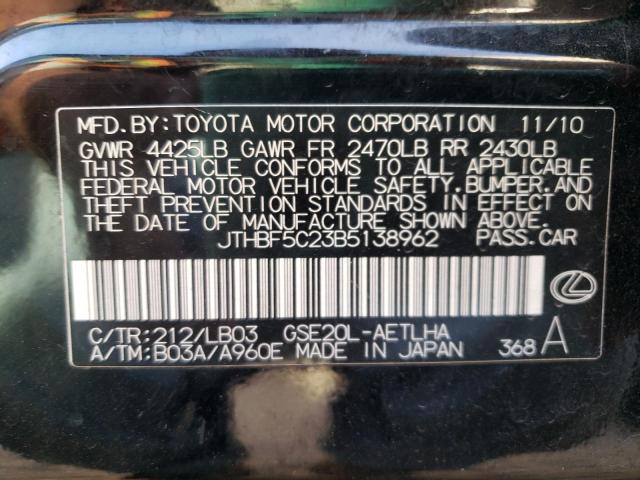 MFD.BY:TOYOTA MOTOR CORPORATION 11/10
GVWR 4425LB GAWR FR 2470LB RR 2430LB
THIS VEHICLE CONFORMS TO ALL APPLICABLE
FEDERAL MOTOR VEHICLE SAFETY,BUMPER,AND
THEFT PREVENTION STANDARDS IN EFFECT ON
THE DATE OF MANUFACTURE SHOWN ABOVE.
JTHBF5C23B5138962 PASS.CAR
C/TR:212/LB03 GSE20L-AETLHA
A/TM:B03A/A960E MADE IN JAPAN 368 A